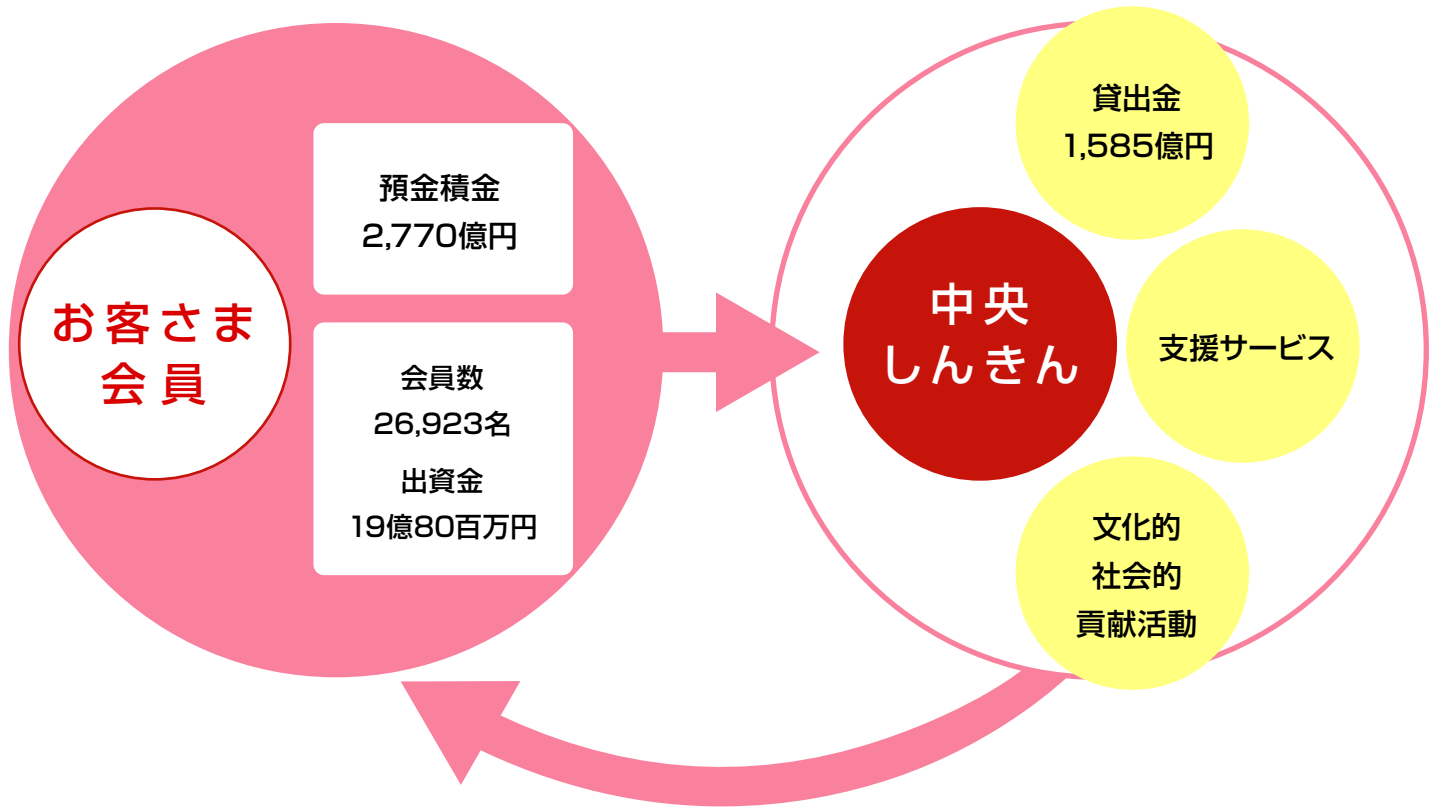 お客さま
会員
預金積金
2,770億円
会員数
26,923名
出資金
19億80百万円
中央
しんきん
貸出金
1,585億円
支援サービス
文化的
社会的
貢献活動